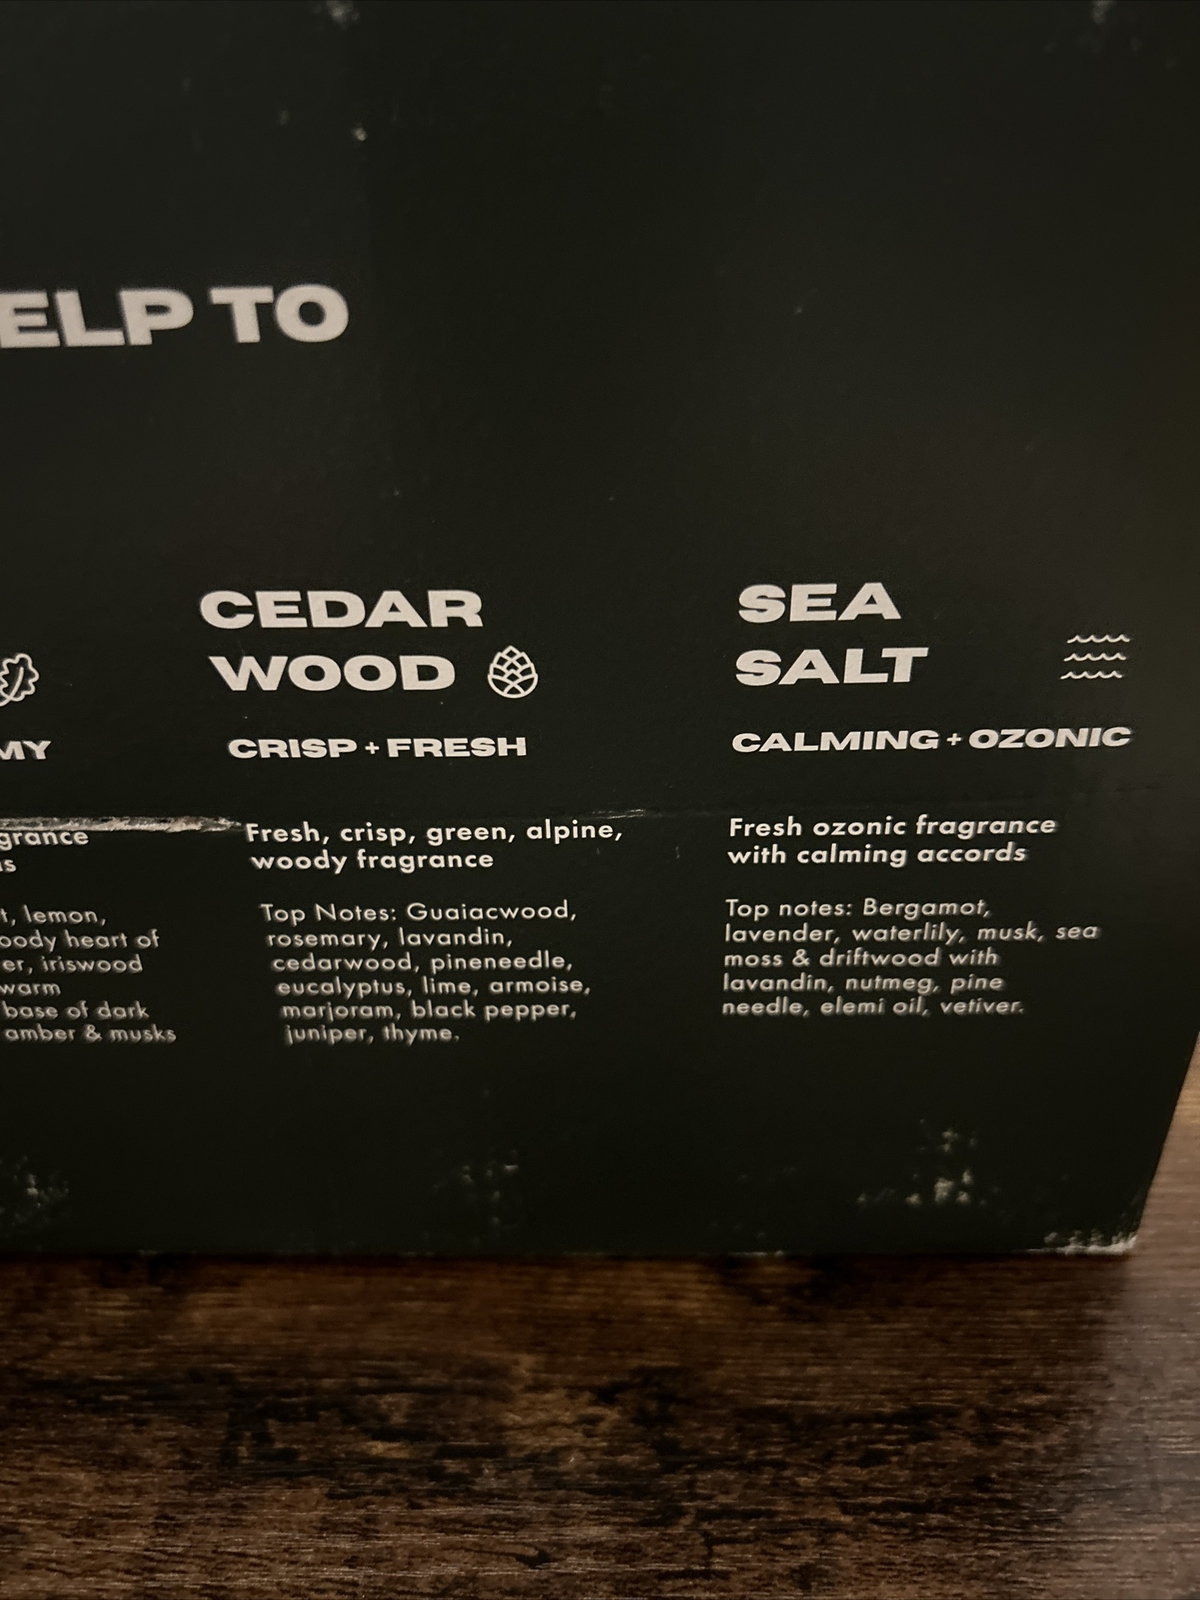 ELP TO
MY
grance
is
t, lemon,
oody heart of
er, iriswood
warm
base of dark
amber & musks
CEDAR
WOOD
CRISP + FRESH
Fresh, crisp, green, alpine,
woody fragrance
Top Notes: Guaiacwood,
rosemary, lavandin,
cedarwood, pineneedle,
eucalyptus, lime, armoise,
marjoram, black pepper,
juniper, thyme.
SEA
SALT
CALMING + OZONIC
Fresh ozonic fragrance
with calming accords
Top notes: Bergamot,
lavender, waterlily, musk, sea
moss & driftwood with
lavandin, nutmeg, pine
needle, elemi oil, vetiver.